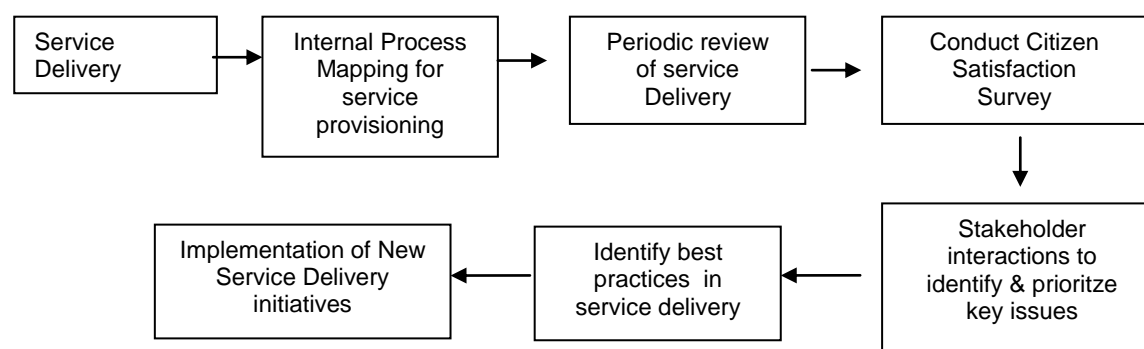 Service
Delivery
Internal Process
Mapping for
service
provisioning
Periodic review
of service
Delivery
Conduct Citizen
Satisfaction
Survey
Stakeholder
interactions to
identify & prioritze
key issues
Identify best
practices in
service delivery
Implementation of New
Service Delivery
initiatives